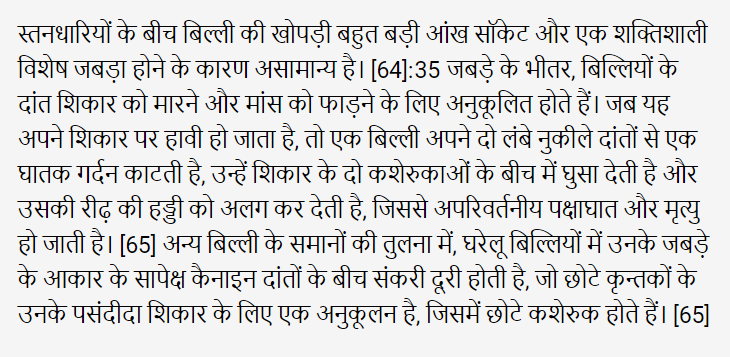 स्तनधारियों के बीच बिल्ली की खोपड़ी बहुत बड़ी आंख सॉकेट और एक शक्तिशाली
विशेष जबड़ा होने के कारण असामान्य है। [64]:35 जबड़े के भीतर, बिल्लियों के
दांत शिकार को मारने और मांस को फाड़ने के लिए अनुकूलित होते हैं। जब यह
अपने शिकार पर हावी हो जाता है, तो एक बिल्ली अपने दो लंबे नुकीले दांतों से एक
घातक गर्दन काटती है, उन्हें शिकार के दो कशेरुकाओं के बीच में घुसा देती है और
उसकी रीढ़ की हड्डी को अलग कर देती है, जिससे अपरिवर्तनीय पक्षाघात और मृत्यु
हो जाती है। [65] अन्य बिल्ली के समानों की तुलना में, घरेलू बिल्लियों में उनके जबड़े
के आकार के सापेक्ष कैनाइन दांतों के बीच संकरी दूरी होती है, जो छोटे कृन्तकों के
उनके पसंदीदा शिकार के लिए एक अनुकूलन है, जिसमें छोटे कशेरुक होते हैं। [65]